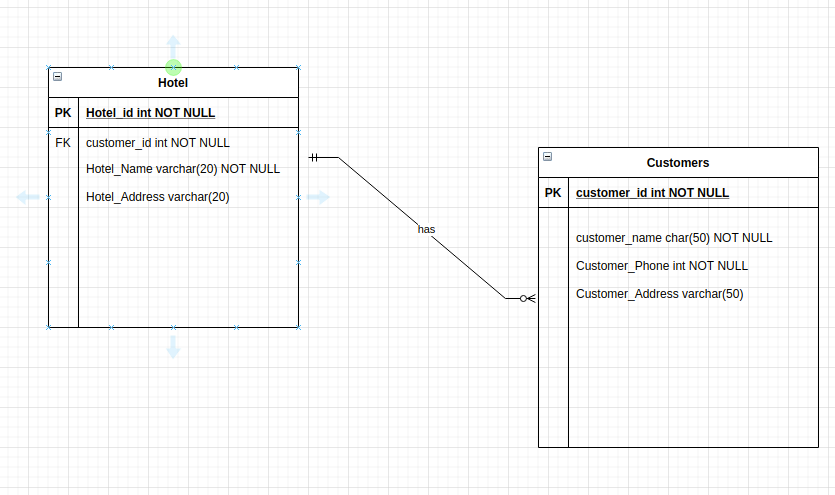 Hotel
PK Hotel_id int NOT NULL
FK customer_id int NOT NULL
Hotel_Name varchar(20) NOT NULL
Hotel_Address varchar(20)
has
Customers
PK customer_id int NOT NULL
customer_name char(50) NOT NULL
Customer_Phone int NOT NULL
Customer_Address varchar(50)